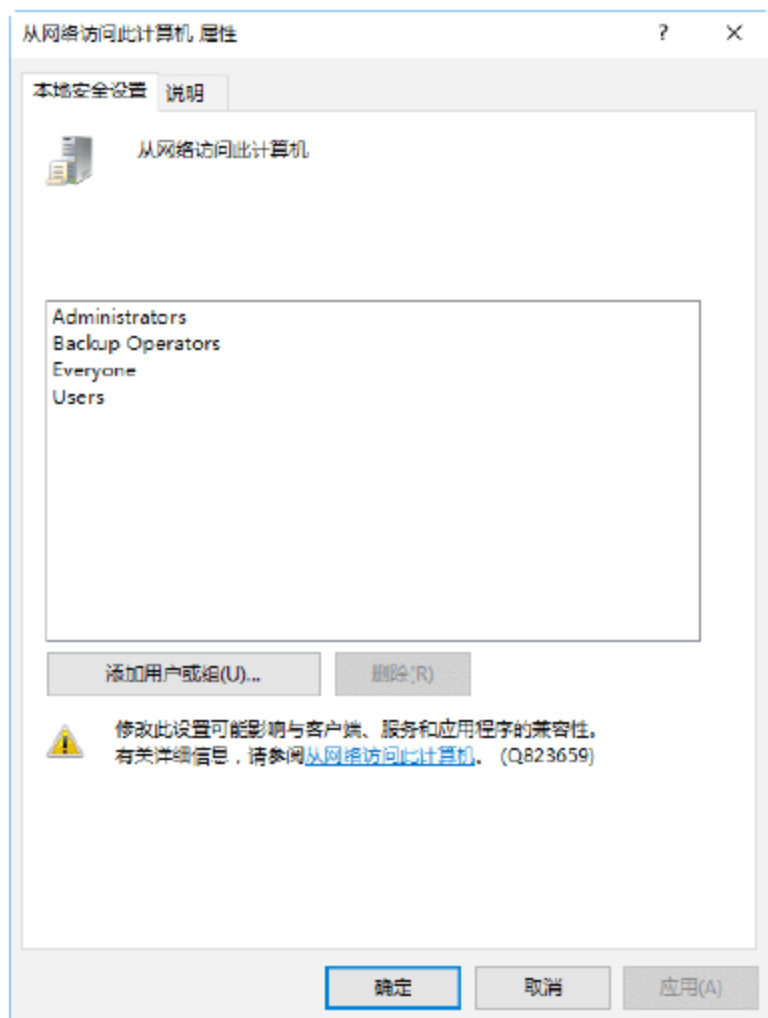 从网络访问此计算机 属性
? ×
本地安全设置 说明
从网络访问此计算机
Administrators
Backup Operators
Everyone
Users
添加用户或组(U)... 删除(R)
修改此设置可能影响与客户端、服务和应用程序的兼容性。
有关详细信息，请参阅从网络访问此计算机。 (Q823659)
确定 取消 应用(A)